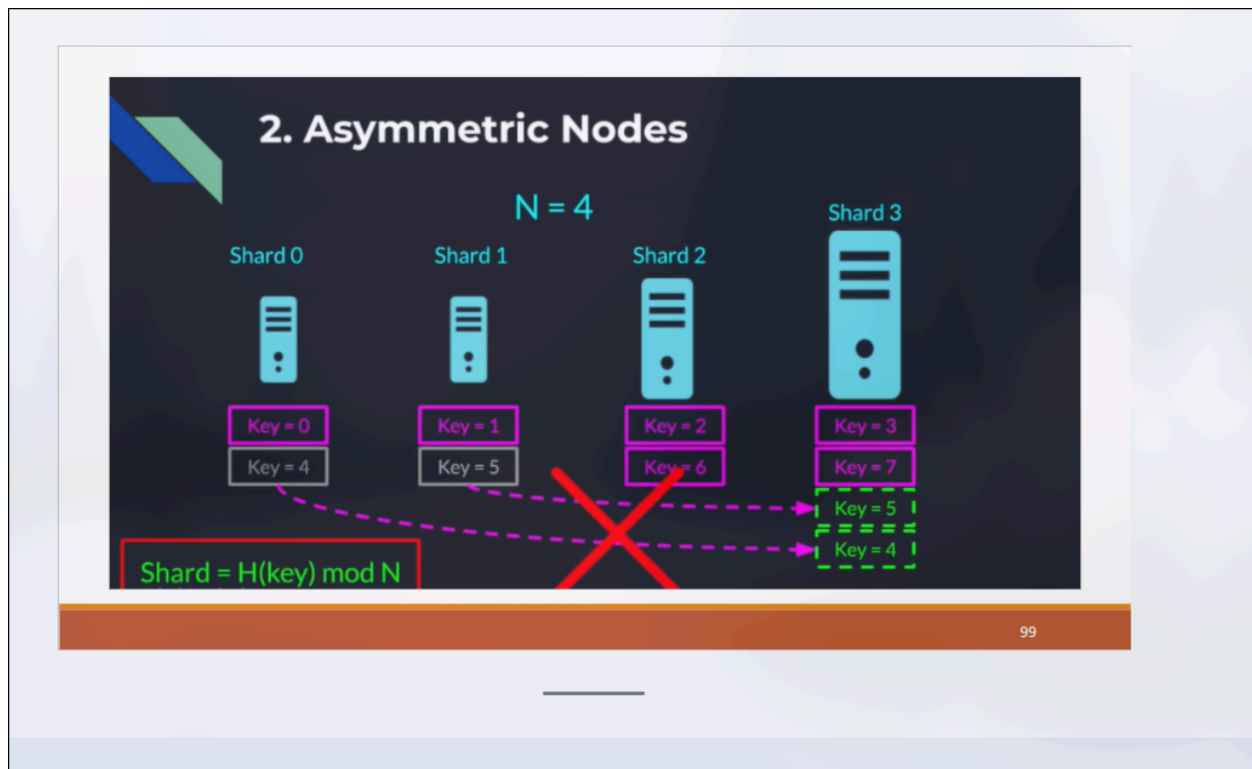 2. Asymmetric Nodes
N = 4
Shard 0
Shard 1
Shard 2
Shard 3
Key = 0
Key = 1
Key = 2
Key = 3
Key = 4
Key = 5
Key = 6
Key = 7
Key = 5
Key = 4
Shard = H(key) mod N
99